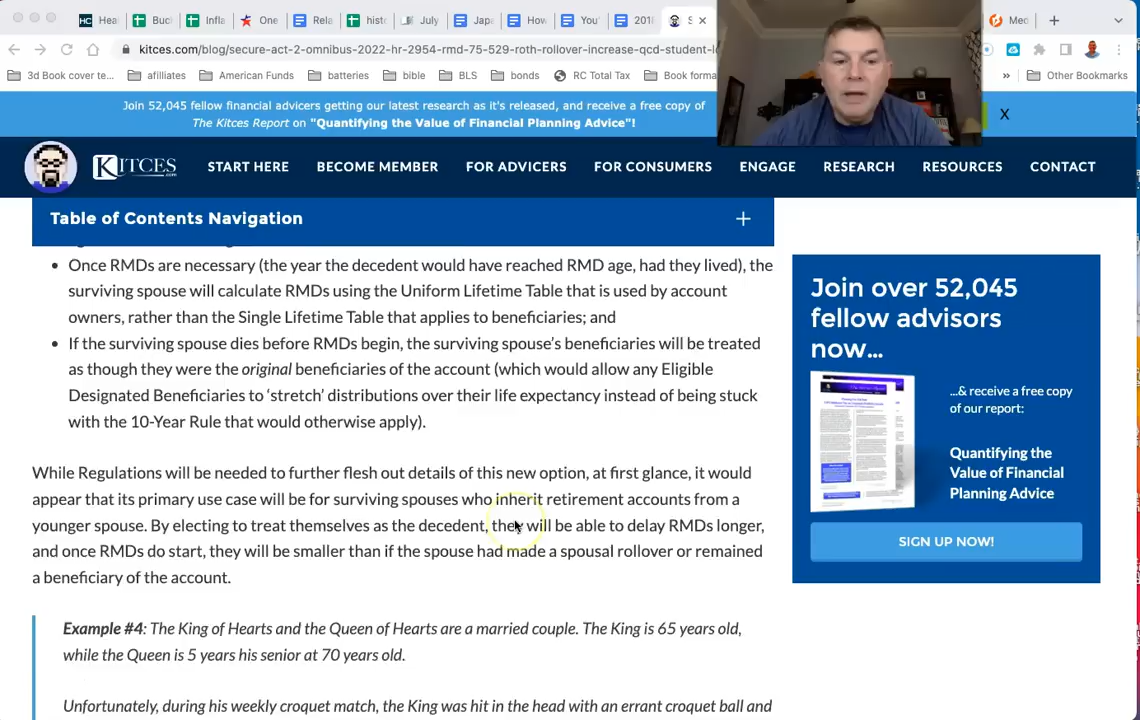 Hea
Buc
Infla
One
Rela
hist
July
Jap
How
You'
2018
S
Med
kitces.com/blog/secure-act-2-omnibus-2022-hr-2954-rmd-75-529-roth-rollover-increase-qcd-student-l
3d Book cover te...
afiliates
American Funds
batteries
bible
BLS
bonds
RC Total Tax
Book forma
»
Other Bookmarks
Join 52,045 fellow financial advicers getting our latest research as it's released, and receive a free copy of
The Kitces Report on "Quantifying the Value of Financial Planning Advice"!
X
KITCES.com
START HERE
BECOME MEMBER
FOR ADVICERS
FOR CONSUMERS
ENGAGE
RESEARCH
RESOURCES
CONTACT
Table of Contents Navigation
+
• Once RMDs are necessary (the year the decedent would have reached RMD age, had they lived), the
surviving spouse will calculate RMDs using the Uniform Lifetime Table that is used by account
owners, rather than the Single Lifetime Table that applies to beneficiaries; and
• If the surviving spouse dies before RMDs begin, the surviving spouse's beneficiaries will be treated
as though they were the original beneficiaries of the account (which would allow any Eligible
Designated Beneficiaries to 'stretch' distributions over their life expectancy instead of being stuck
with the 10-Year Rule that would otherwise apply).
While Regulations will be needed to further flesh out details of this new option, at first glance, it would
appear that its primary use case will be for surviving spouses who inherit retirement accounts from a
younger spouse. By electing to treat themselves as the decedent, they will be able to delay RMDs longer,
and once RMDs do start, they will be smaller than if the spouse had made a spousal rollover or remained
a beneficiary of the account.
Example #4: The King of Hearts and the Queen of Hearts are a married couple. The King is 65 years old,
while the Queen is 5 years his senior at 70 years old.
Unfortunately, during his weekly croquet match, the King was hit in the head with an errant croquet ball and
Join over 52,045
fellow advisors
now...
...& receive a free copy
of our report:
Quantifying the
Value of Financial
Planning Advice
SIGN UP NOW!